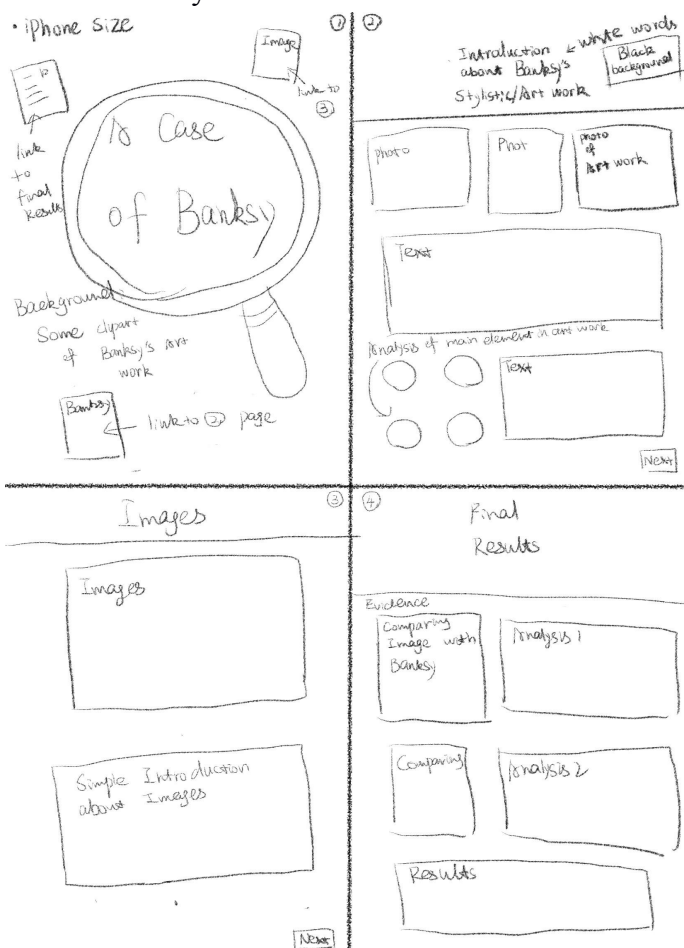 • iPhone size
①
Image
link to
③
link
to
final
Results
A Case
of Banksy
Background:
Some clipart
of Banksy's Art
work
Banksy
link to ② page
②
Introduction
about Banksy's
Stylistic/Art work
white words
Black
background
photo
Phot
photo
of
Art work
Text
Analysis of main element in art work
Text
Next
③
Images
Images
Simple Introduction
about Images
Next
④
Final
Results
Evidence
Comparing
Image with
Banksy
Analysis 1
Comparing
Analysis 2
Results